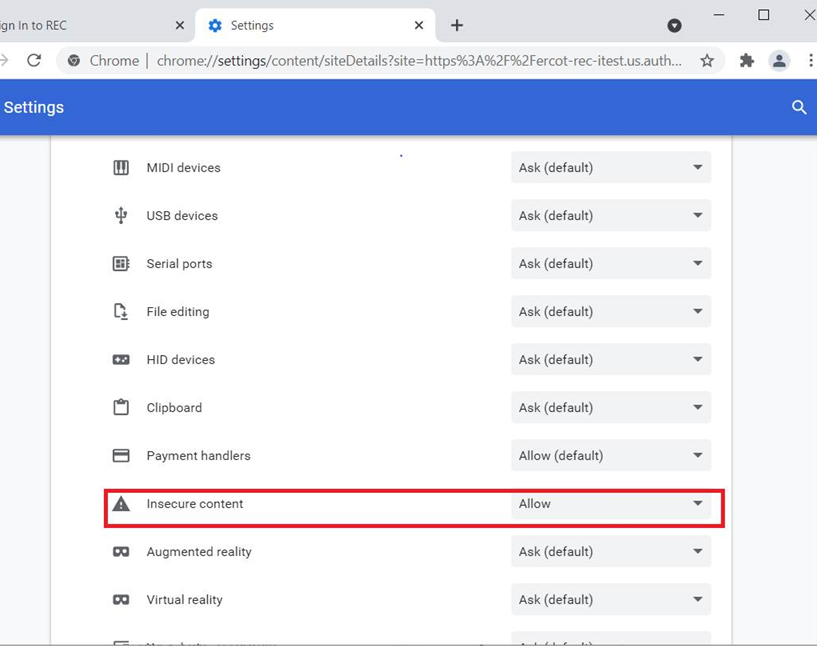 ign In to REC
Settings
Chrome | chrome://settings/content/siteDetails?site=https%3A%2F%2Fercot-rec-itest.us.auth...
Settings
MIDI devices Ask (default)
USB devices Ask (default)
Serial ports Ask (default)
File editing Ask (default)
HID devices Ask (default)
Clipboard Ask (default)
Payment handlers Allow (default)
Insecure content Allow
Augmented reality Ask (default)
Virtual reality Ask (default)